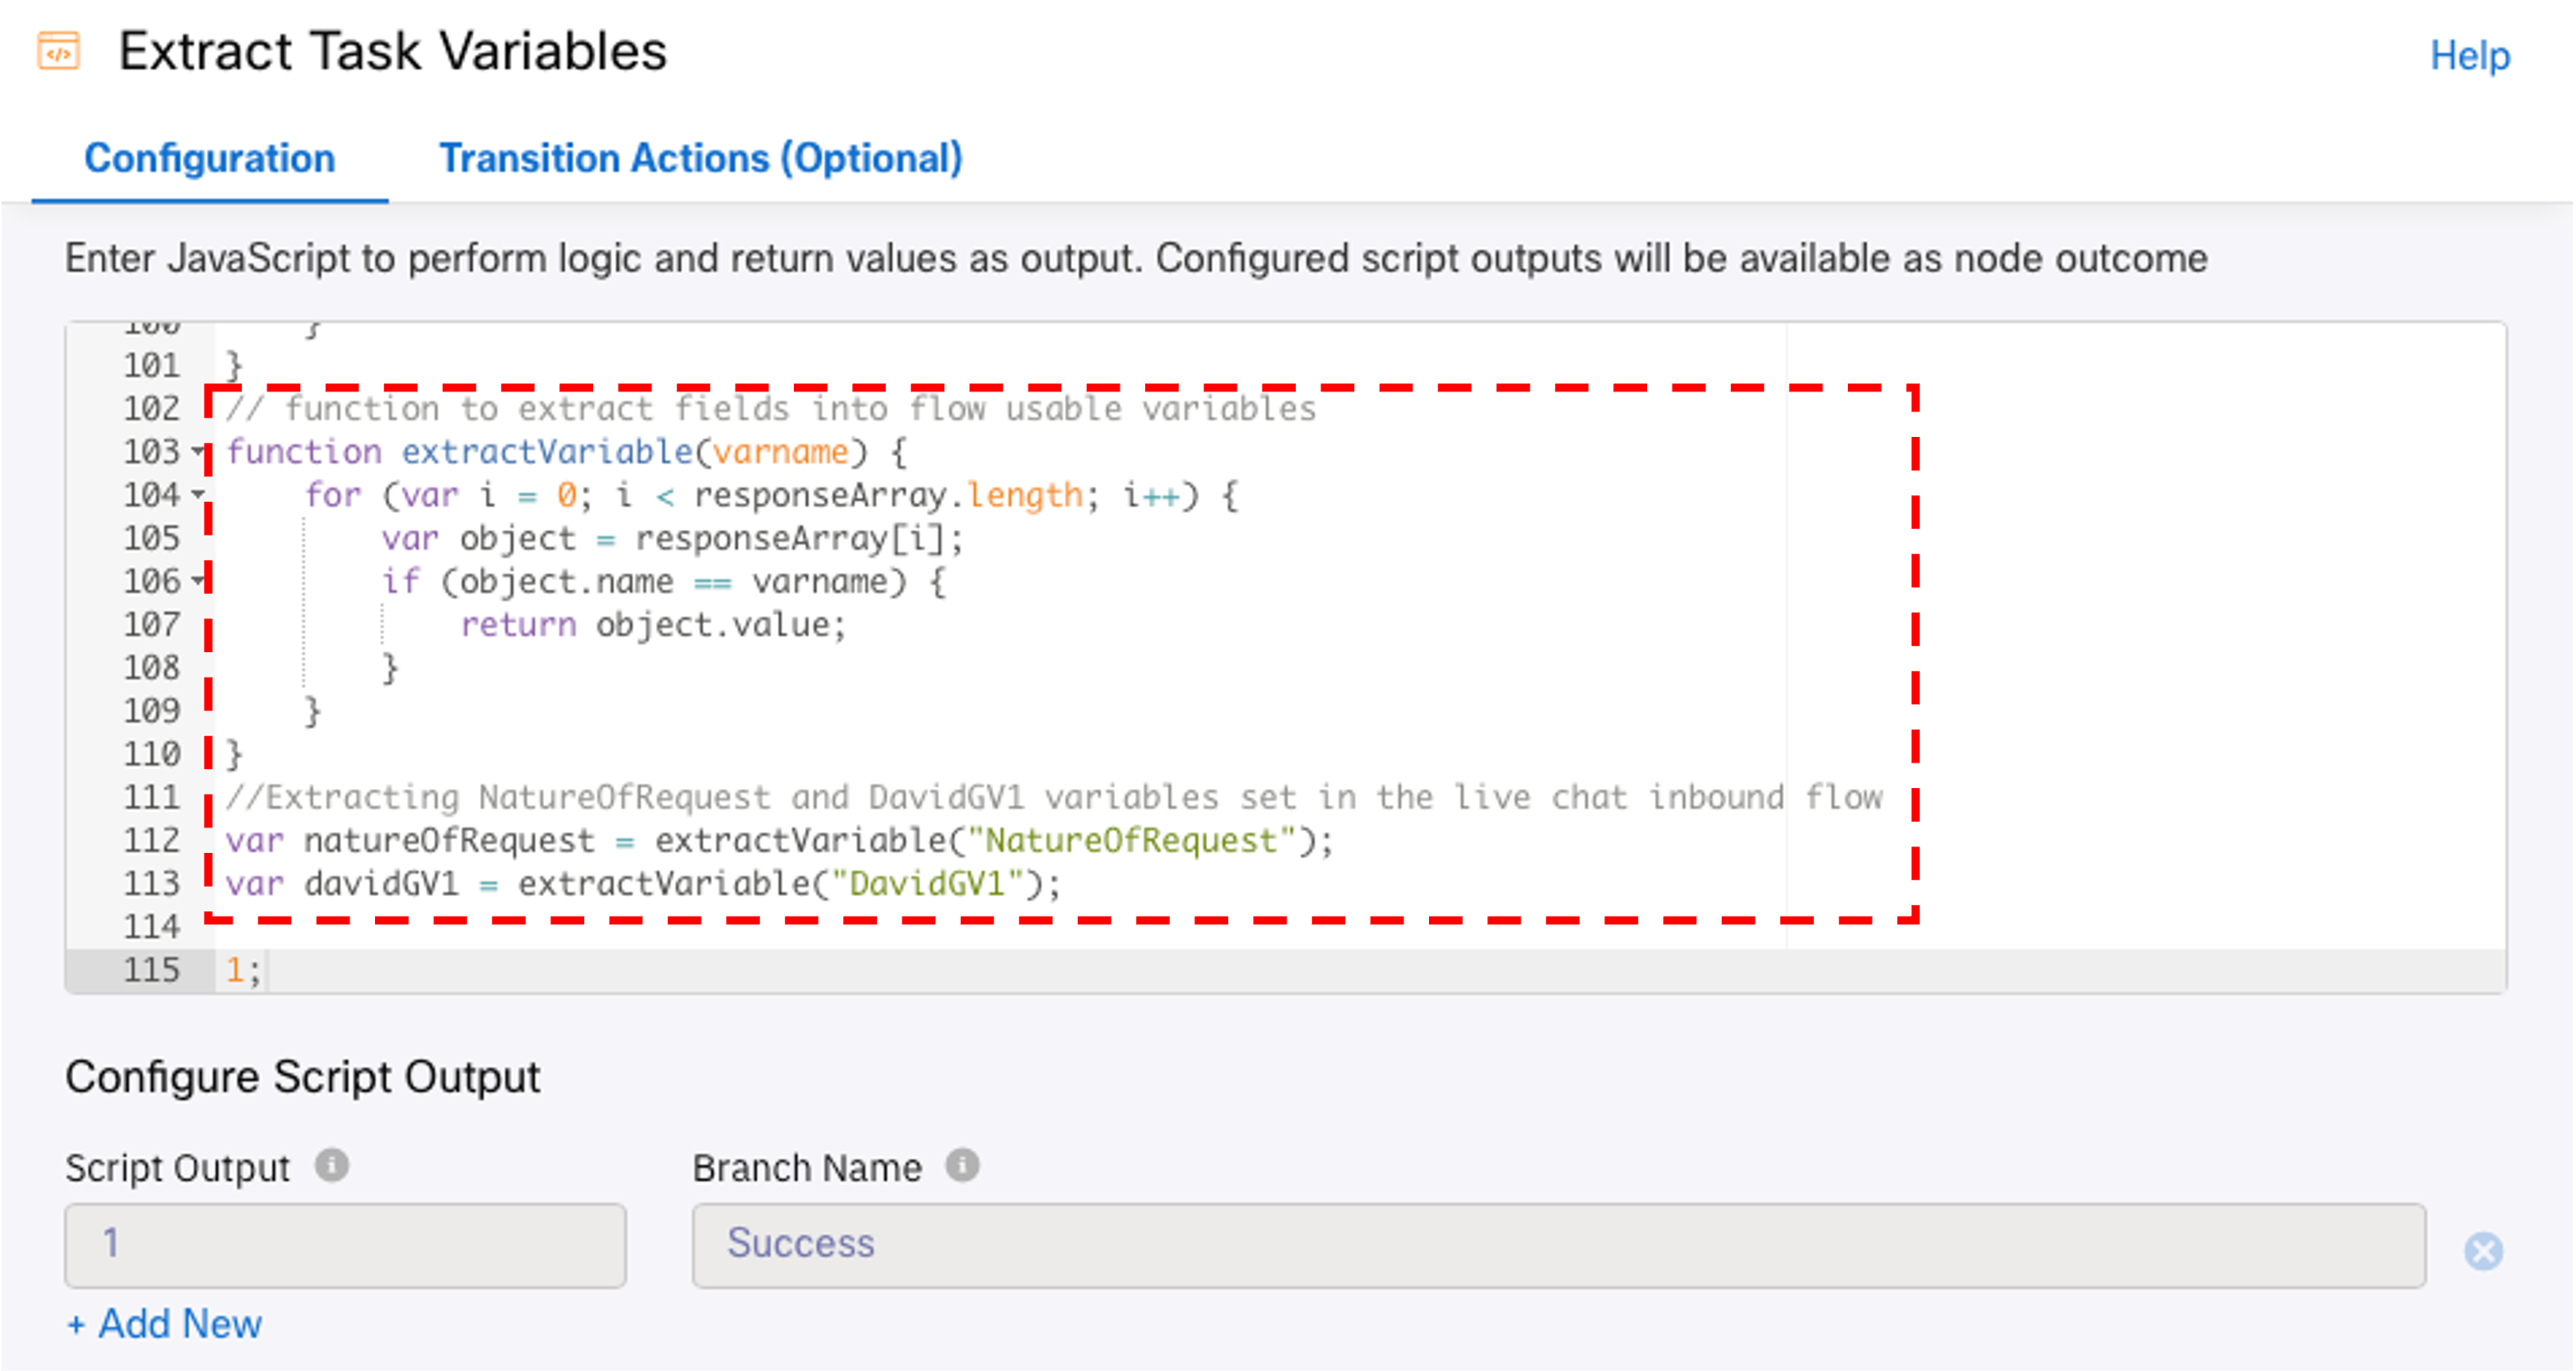 Extract Task Variables
Help
Configuration
Transition Actions (Optional)
Enter JavaScript to perform logic and return values as output. Configured script outputs will be available as node outcome
100 }
101 }
102 // function to extract fields into flow usable variables
103 function extractVariable(varname) {
104 for (var i = 0; i < responseArray.length; i++) {
105 var object = responseArray[i];
106 if (object.name == varname) {
107 return object.value;
108 }
109 }
110 }
111 //Extracting NatureOfRequest and DavidGV1 variables set in the live chat inbound flow
112 var natureOfRequest = extractVariable("NatureOfRequest");
113 var davidGV1 = extractVariable("DavidGV1");
114
115 1;
Configure Script Output
Script Output
Branch Name
1
Success
+ Add New